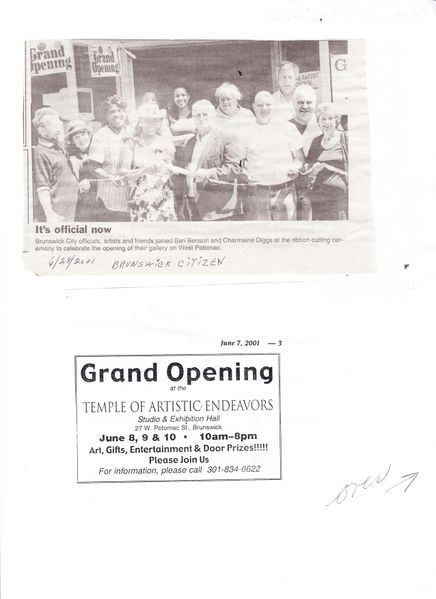 Grand
Opening
Grand
Opening
G
It's official now
Brunswick City officials, artists and friends joined Bari Benson and Charmaine Diggs at the ribbon cutting cer-
emony to celebrate the opening of their gallery on West Potomac.
6/28/2001 BRUNSWICK CITIZEN
June 7, 2001 — 3
Grand Opening
at the
TEMPLE OF ARTISTIC ENDEAVORS
Studio & Exhibition Hall
27 W. Potomac St., Brunswick
June 8, 9 & 10 • 10am–8pm
Art, Gifts, Entertainment & Door Prizes!!!!!
Please Join Us
For information, please call 301-834-6622
over →